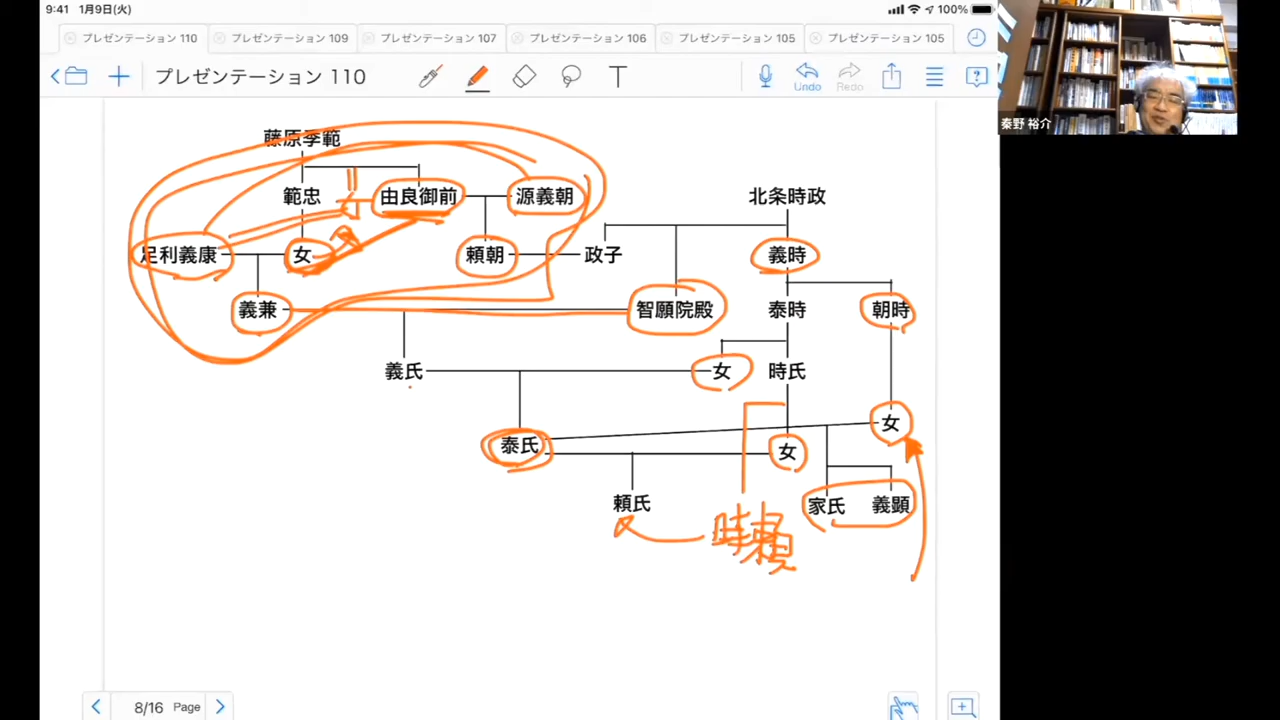 9:41 1月9日(火) 100%
プレゼンテーション 110 プレゼンテーション 109 プレゼンテーション 107 プレゼンテーション 106 プレゼンテーション 105 プレゼンテーション 105
プレゼンテーション 110 T Undo Redo
秦野 裕介
藤原季範
範忠 由良御前 源義朝 北条時政
足利義康 女 頼朝 政子 義時
義兼 智願院殿 泰時 朝時
義氏 女 時氏
泰氏 女 女
頼氏 家氏 義顕
時頼
8/16 Page